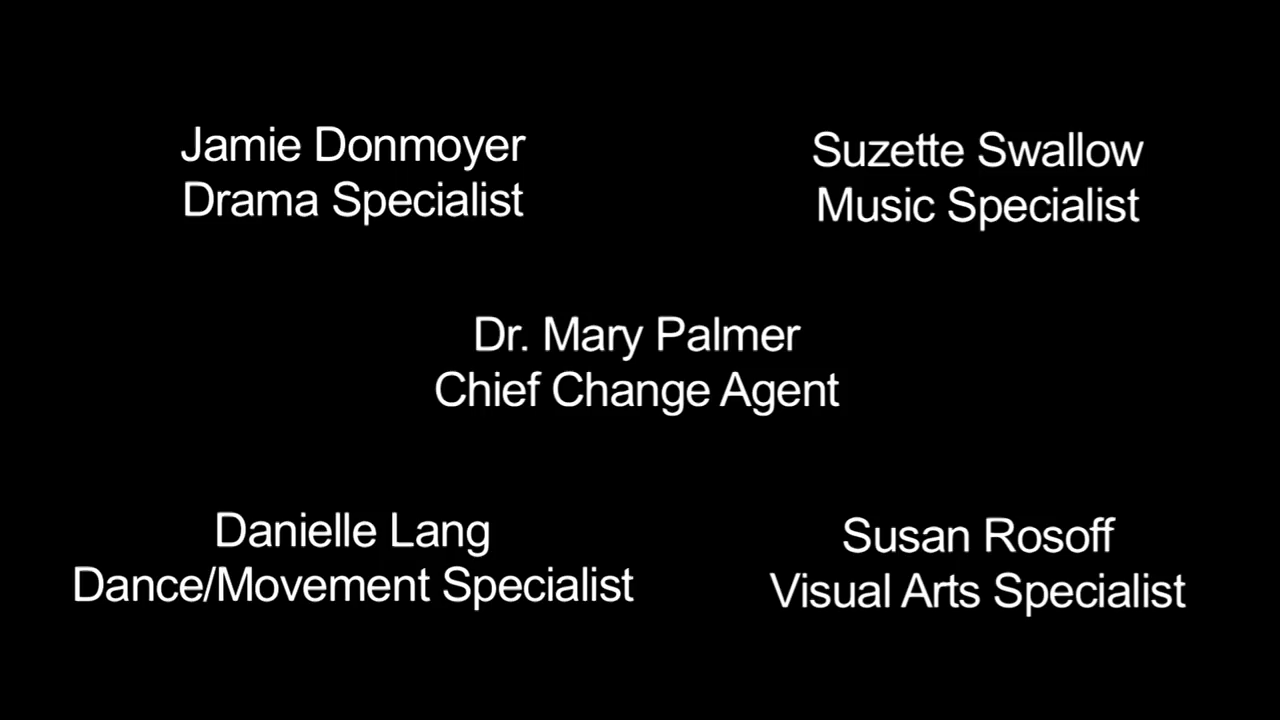 Jamie Donmoyer
Drama Specialist
Suzette Swallow
Music Specialist
Dr. Mary Palmer
Chief Change Agent
Danielle Lang
Dance/Movement Specialist
Susan Rosoff
Visual Arts Specialist